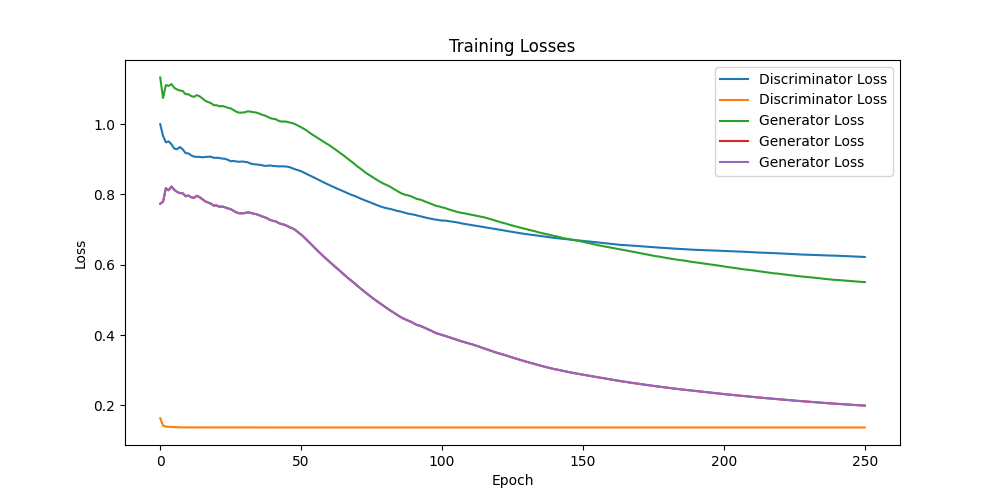 Training Losses
Discriminator Loss
Discriminator Loss
Generator Loss
Generator Loss
Generator Loss
Loss
1.0
0.8
0.6
0.4
0.2
0 50 100 150 200 250
Epoch